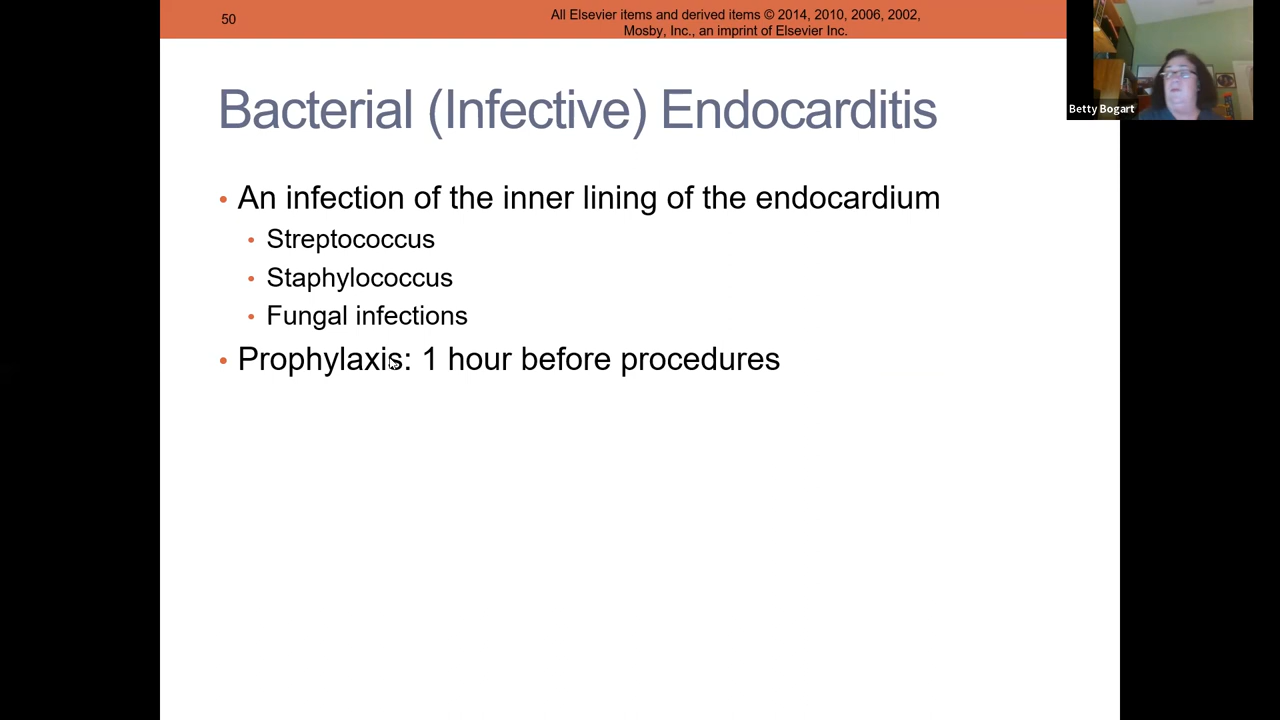 50
All Elsevier items and derived items © 2014, 2010, 2006, 2002,
Mosby, Inc., an imprint of Elsevier Inc.
Betty Bogart
Bacterial (Infective) Endocarditis
• An infection of the inner lining of the endocardium
• Streptococcus
• Staphylococcus
• Fungal infections
• Prophylaxis: 1 hour before procedures